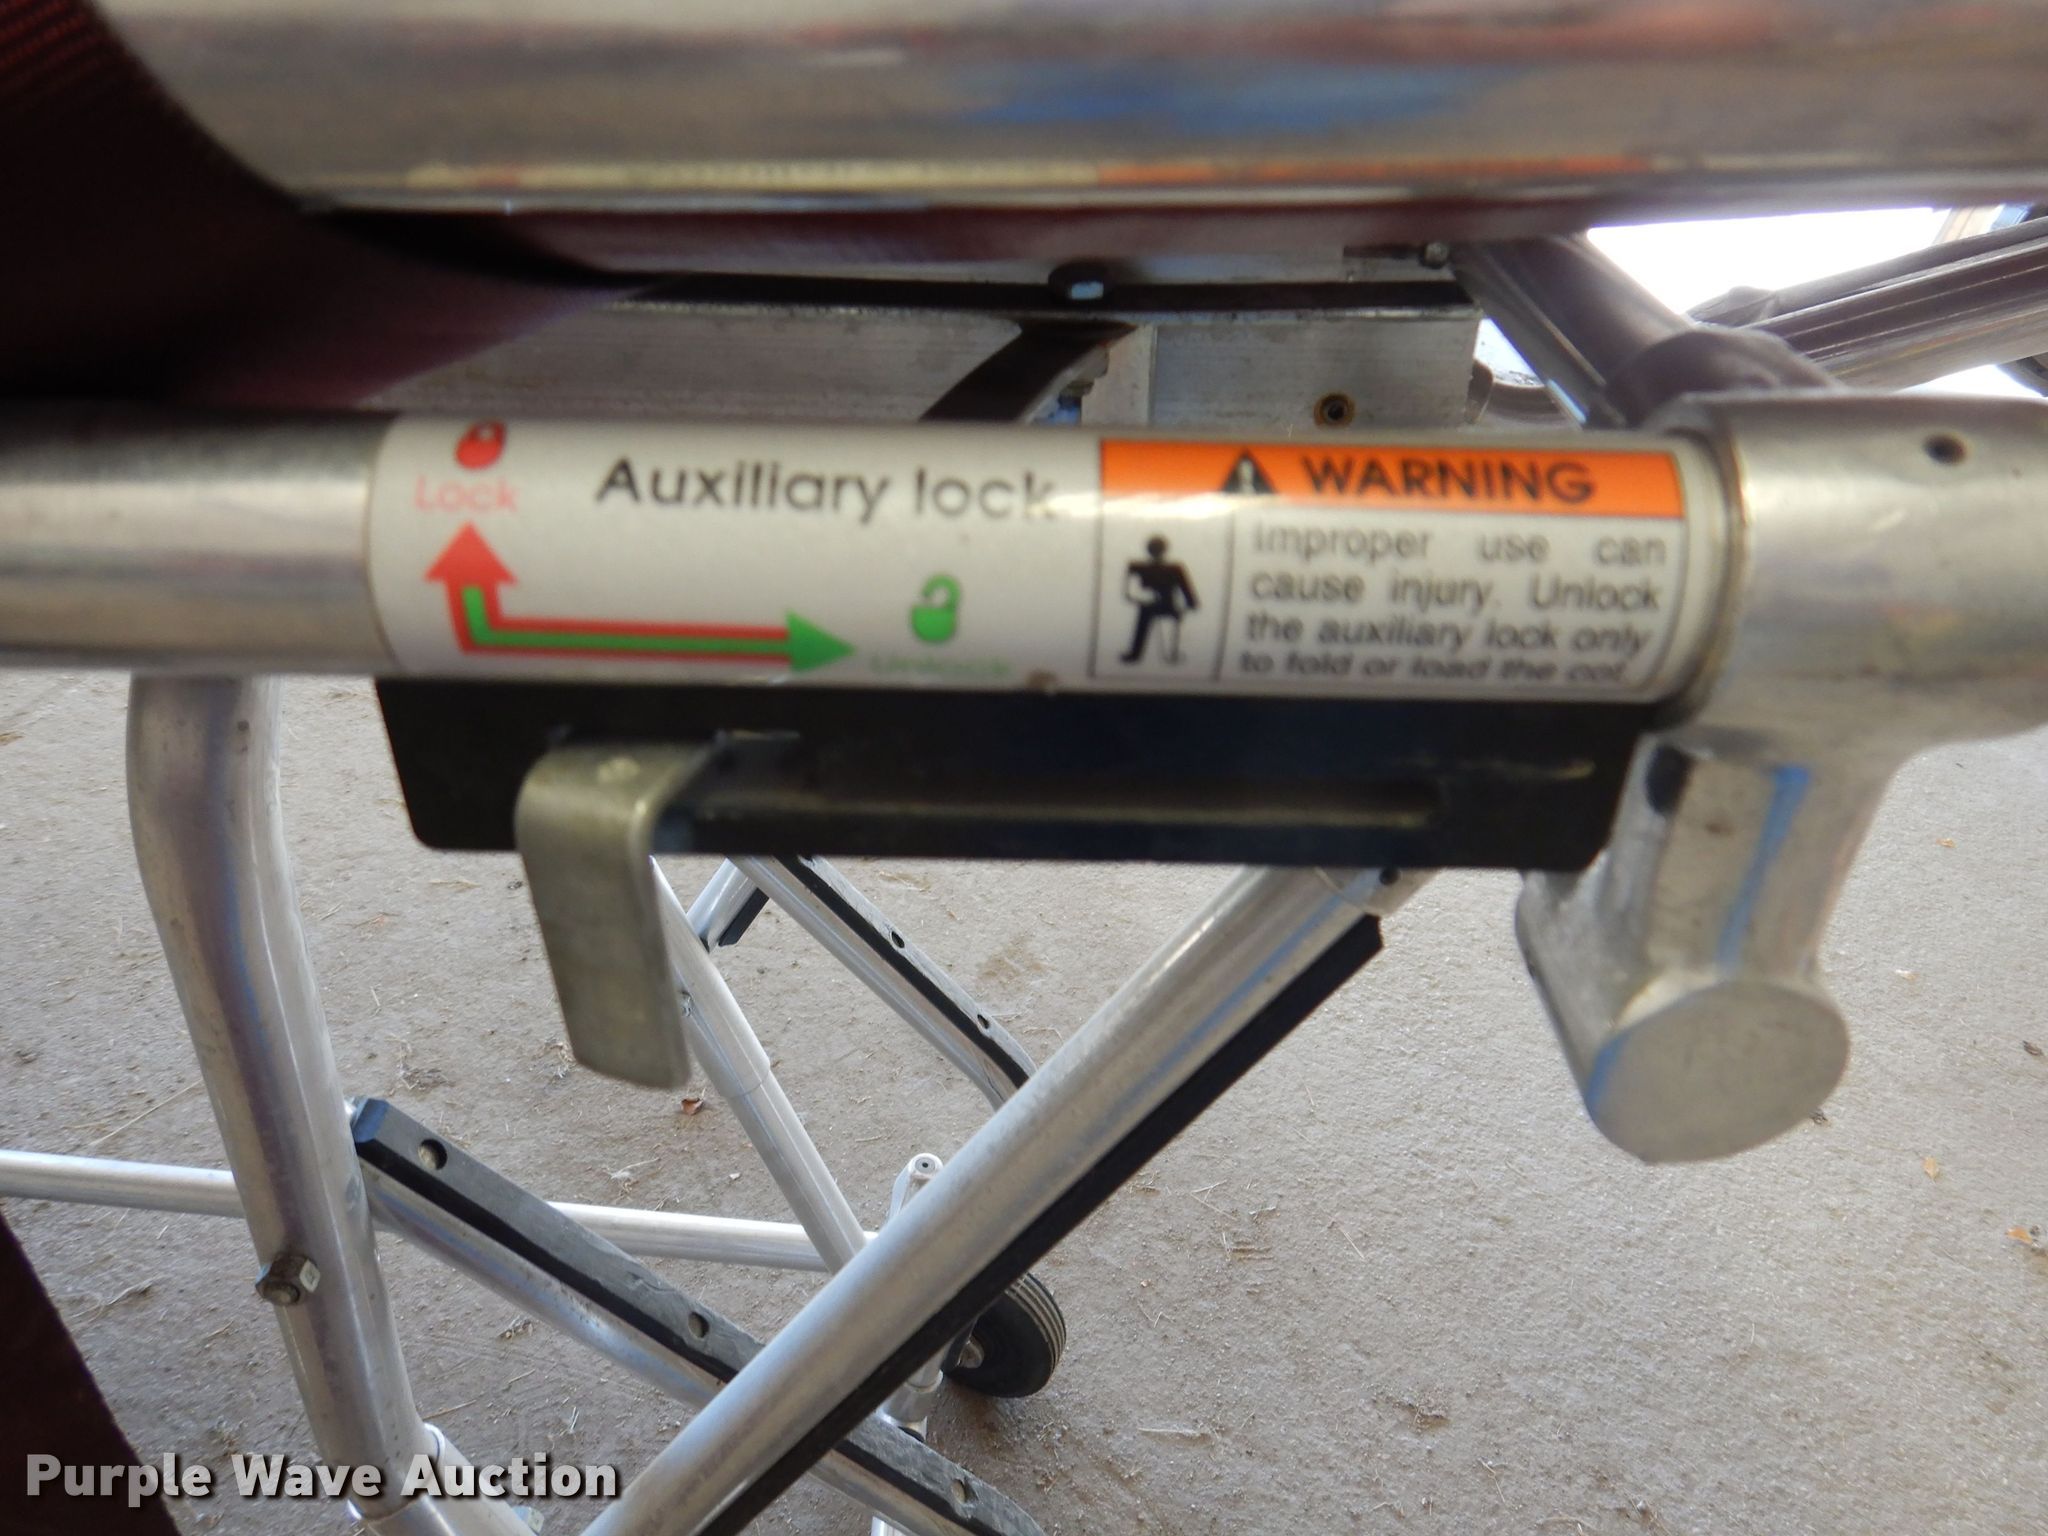 Lock
Auxiliary lock
Unlock
WARNING
Improper use can
cause injury. Unlock
the auxiliary lock only
to fold or load the cot.
Purple Wave Auction